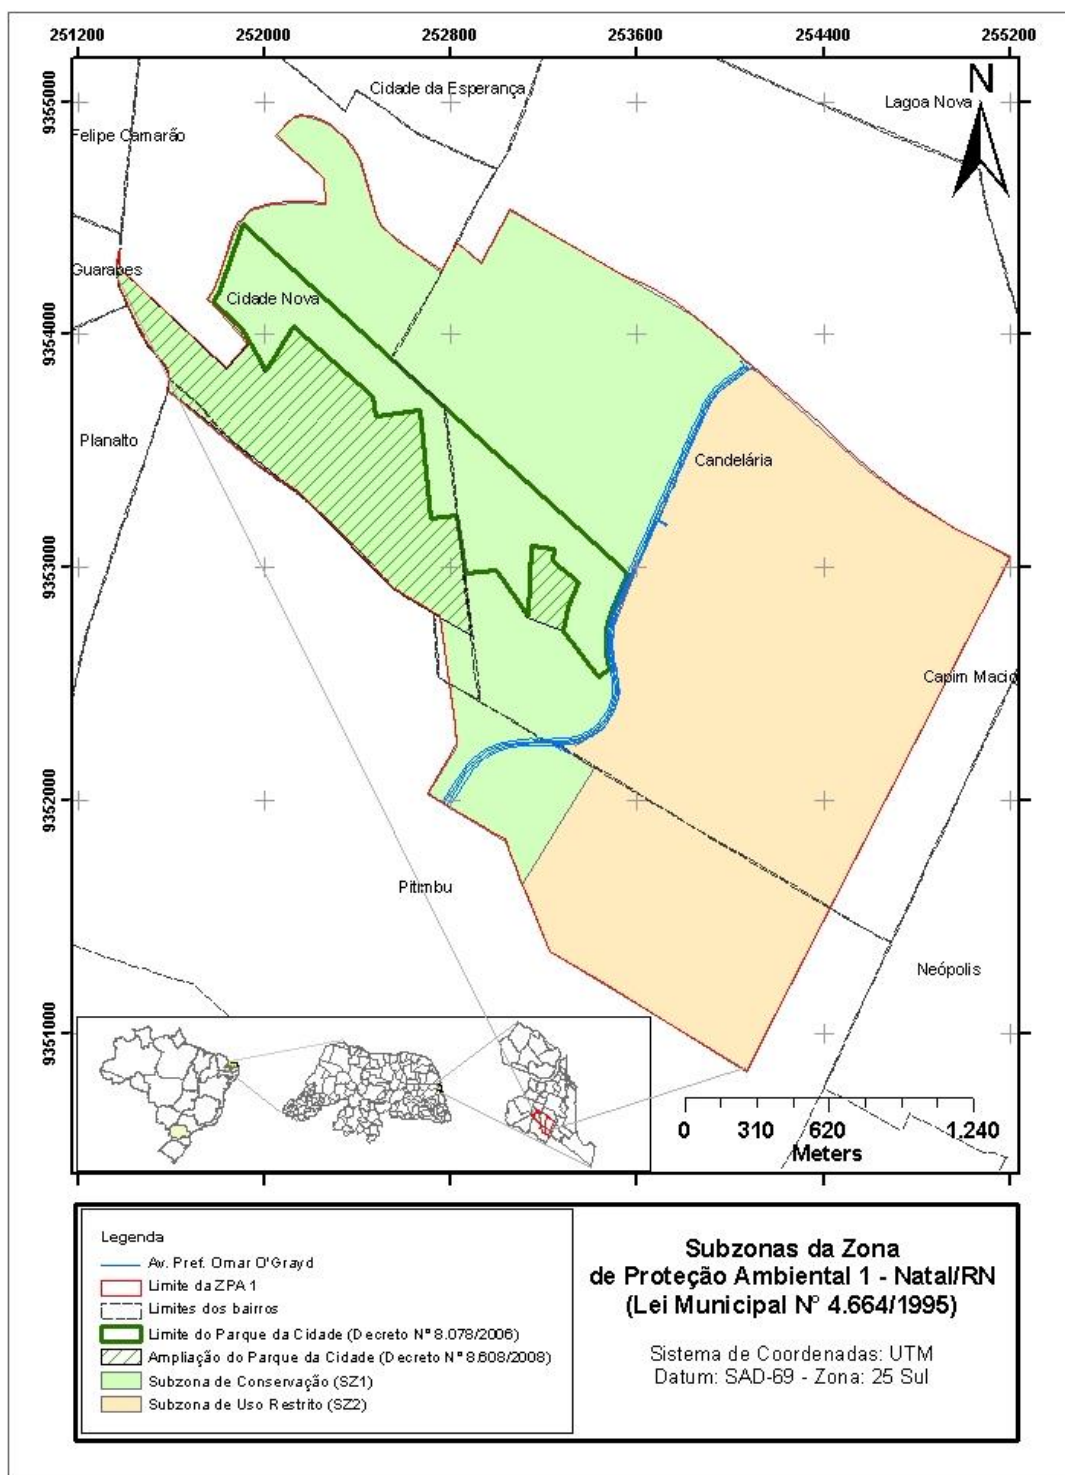 251200 252000 252800 253600 254400 255200
N
Cidade da Esperança
Lagoa Nova
9355000
Felipe Camarão
Guarapes
Cidade Nova
9354000
Planalto
Candelária
9353000
Capim Macio
9352000
Pitimbu
Neópolis
9351000
0 310 620 1.240
Meters
Legenda
Av. Pref. Omar O'Grayd
Limite da ZPA 1
Limites dos bairros
Limite do Parque da Cidade (Decreto N° 8.078/2006)
Ampliação do Parque da Cidade (Decreto N° 8.608/2008)
Subzona de Conservação (SZ1)
Subzona de Uso Restrito (SZ2)
Subzonas da Zona
de Proteção Ambiental 1 - Natal/RN
(Lei Municipal N° 4.664/1995)
Sistema de Coordenadas: UTM
Datum: SAD-69 - Zona: 25 Sul